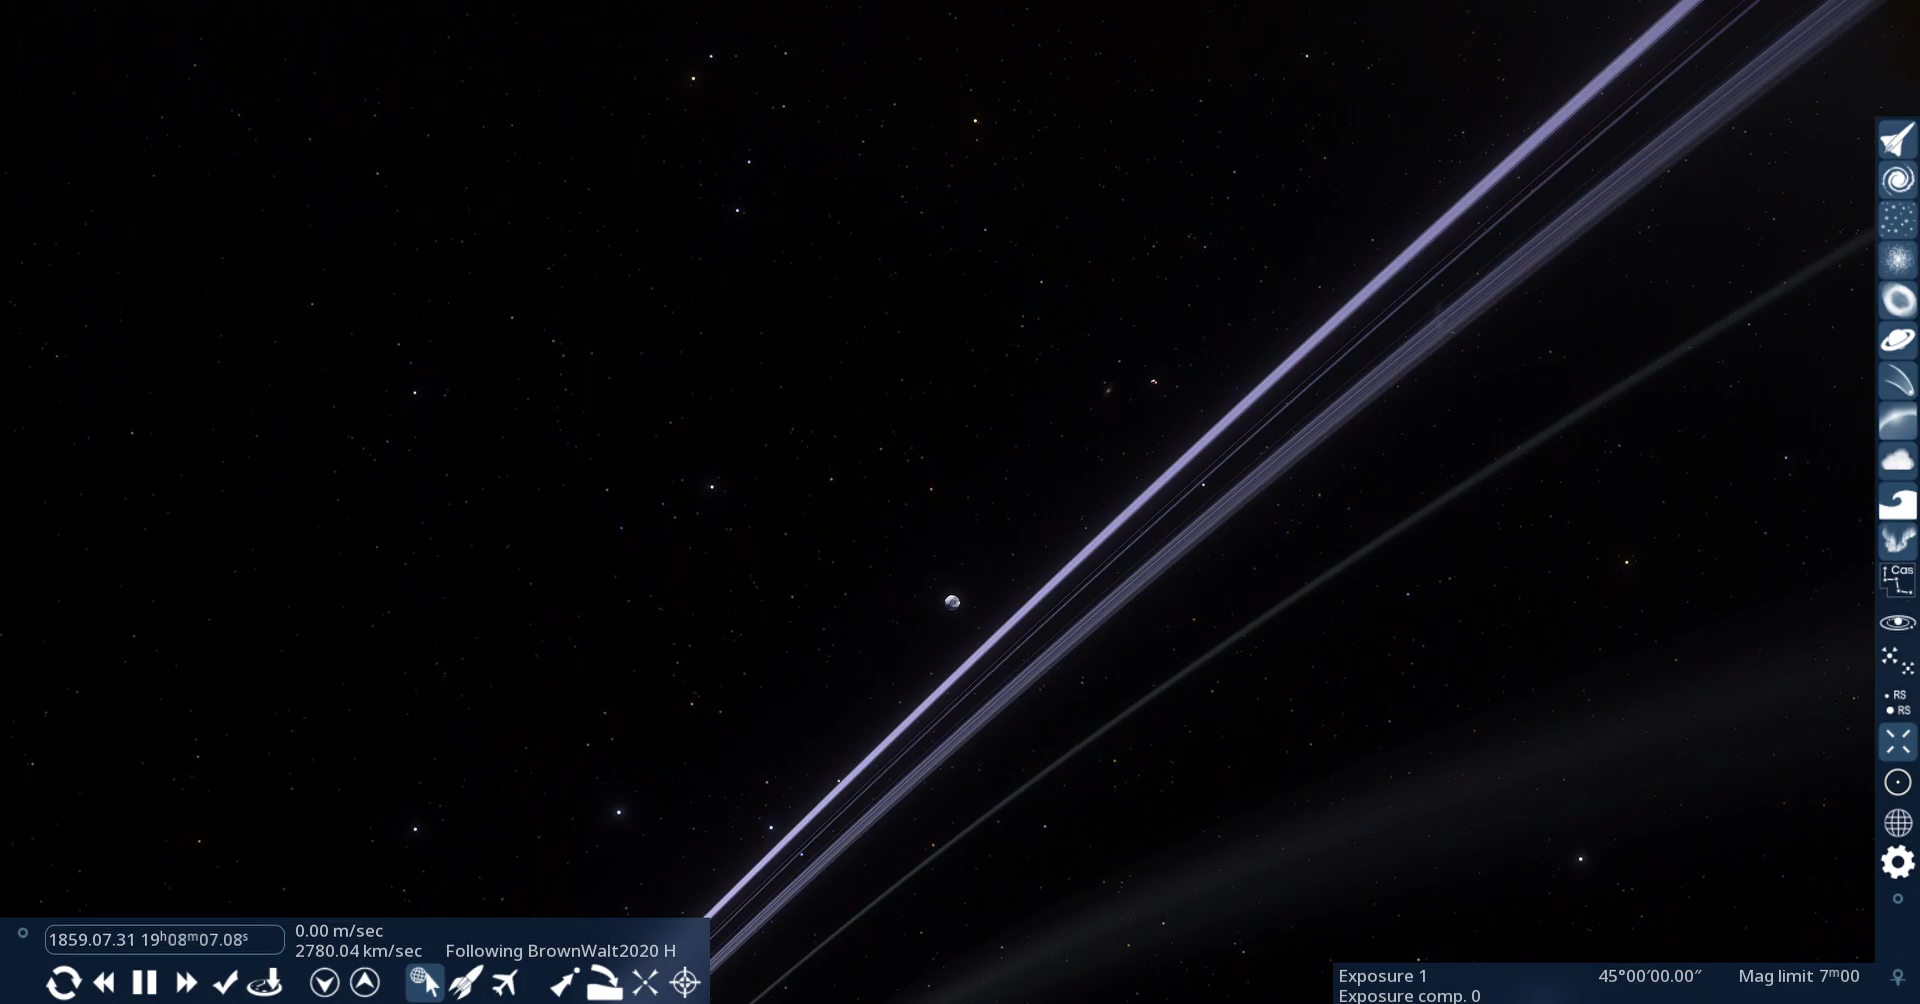 Cas
RS
RS
1859.07.31 19ʰ08ᵐ07.08ˢ
0.00 m/sec
2780.04 km/sec Following BrownWalt2020 H
Exposure 1 45°00′00.00″ Mag limit 7ᵐ00
Exposure comp. 0